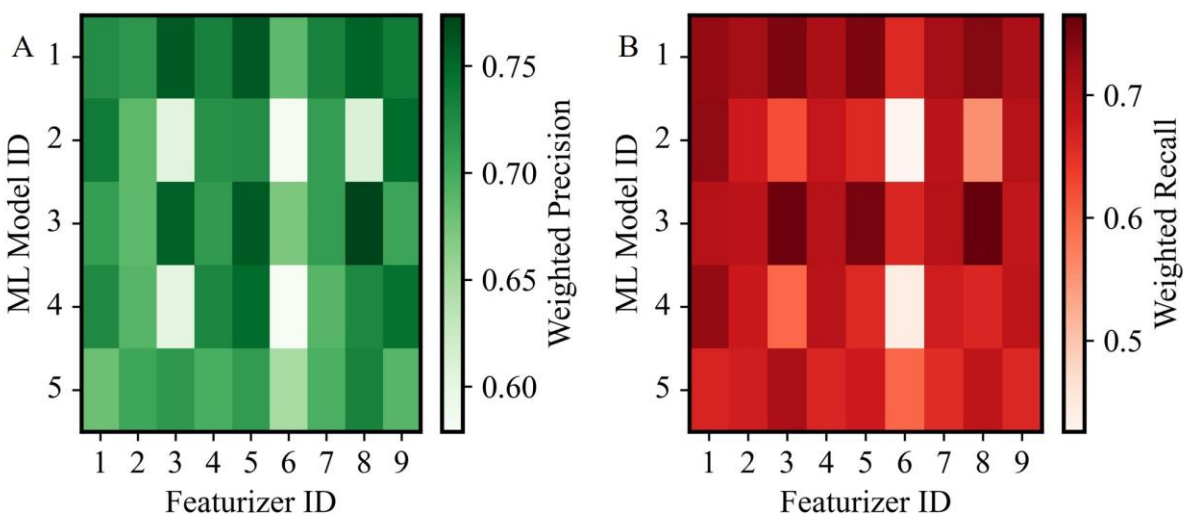 A
ML Model ID
1
2
3
4
5
1 2 3 4 5 6 7 8 9
Featurizer ID
0.75
0.70
0.65
0.60
Weighted Precision
B
ML Model ID
1
2
3
4
5
1 2 3 4 5 6 7 8 9
Featurizer ID
0.7
0.6
0.5
Weighted Recall